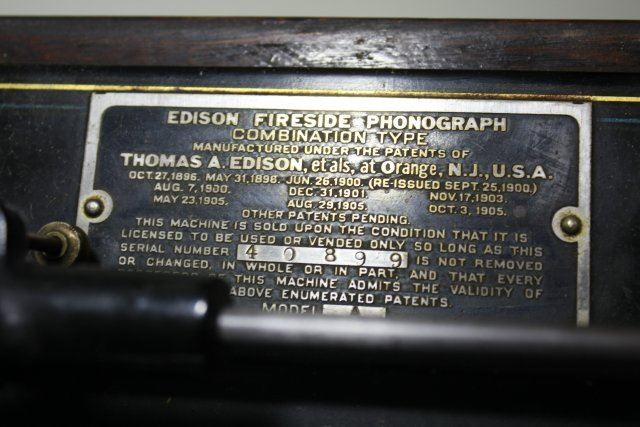 EDISON FIRESIDE PHONOGRAPH
COMBINATION TYPE
MANUFACTURED UNDER THE PATENTS OF
THOMAS A. EDISON, et als, at Orange, N.J., U.S.A.
OCT. 27, 1896. MAY 31, 1898. JUN. 26, 1900. (RE-ISSUED SEPT. 25, 1900.)
AUG. 7, 1900. DEC. 31, 1901. NOV. 17, 1903.
MAY 23, 1905. AUG. 29, 1905. OCT. 3, 1905.
OTHER PATENTS PENDING.
THIS MACHINE IS SOLD UPON THE CONDITION THAT IT IS
LICENSED TO BE USED OR VENDED ONLY SO LONG AS THIS
SERIAL NUMBER 40899 IS NOT REMOVED
OR CHANGED, IN WHOLE OR IN PART, AND THAT EVERY
THIS MACHINE ADMITS THE VALIDITY OF
ABOVE ENUMERATED PATENTS.
MODEL A